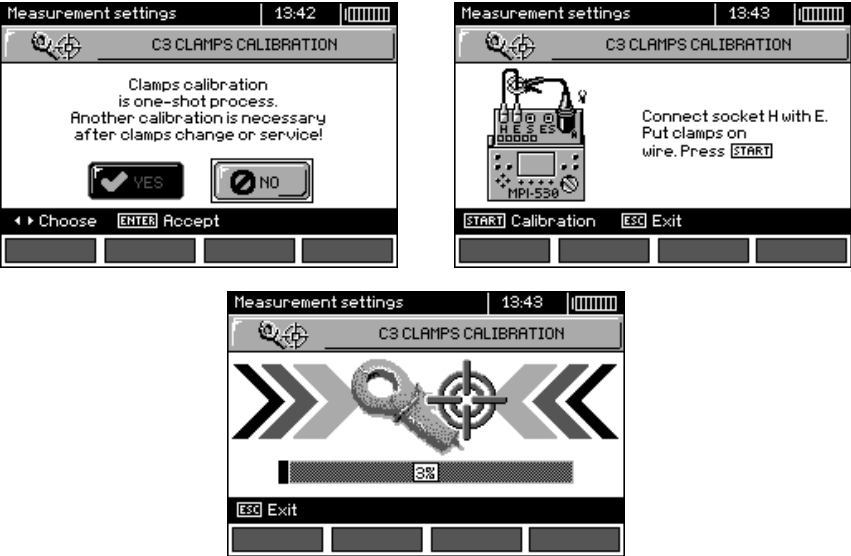 Measurement settings 13:42
C3 CLAMPS CALIBRATION
Clamps calibration
is one-shot process.
Another calibration is necessary
after clamps change or service!
YES NO
Choose ENTER Accept
Measurement settings 13:43
C3 CLAMPS CALIBRATION
H E S ES A
MPI-530
Connect socket H with E.
Put clamps on
wire. Press START
START Calibration ESC Exit
Measurement settings 13:43
C3 CLAMPS CALIBRATION
3%
ESC Exit